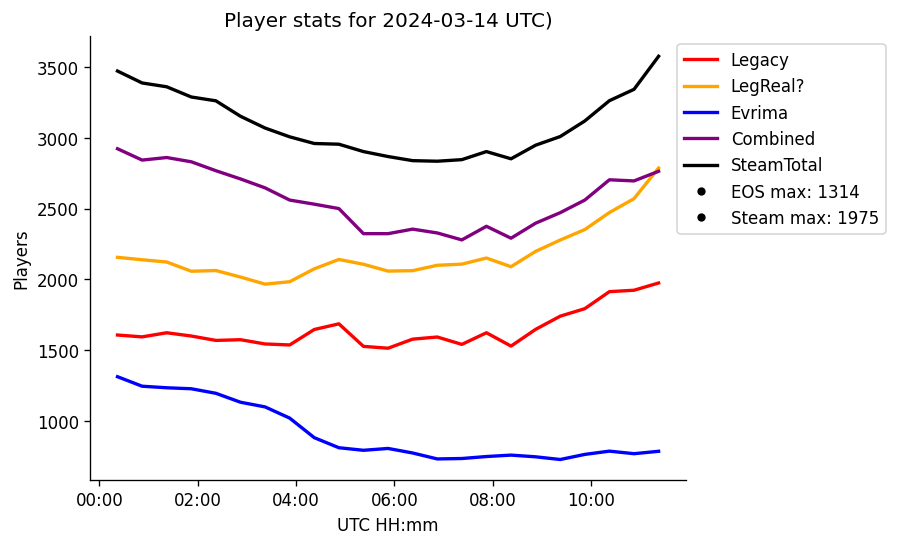 Player stats for 2024-03-14 UTC)
3500
3000
2500
2000
1500
1000
Players
00:00 02:00 04:00 06:00 08:00 10:00
UTC HH:mm
Legacy
LegReal?
Evrima
Combined
SteamTotal
EOS max: 1314
Steam max: 1975